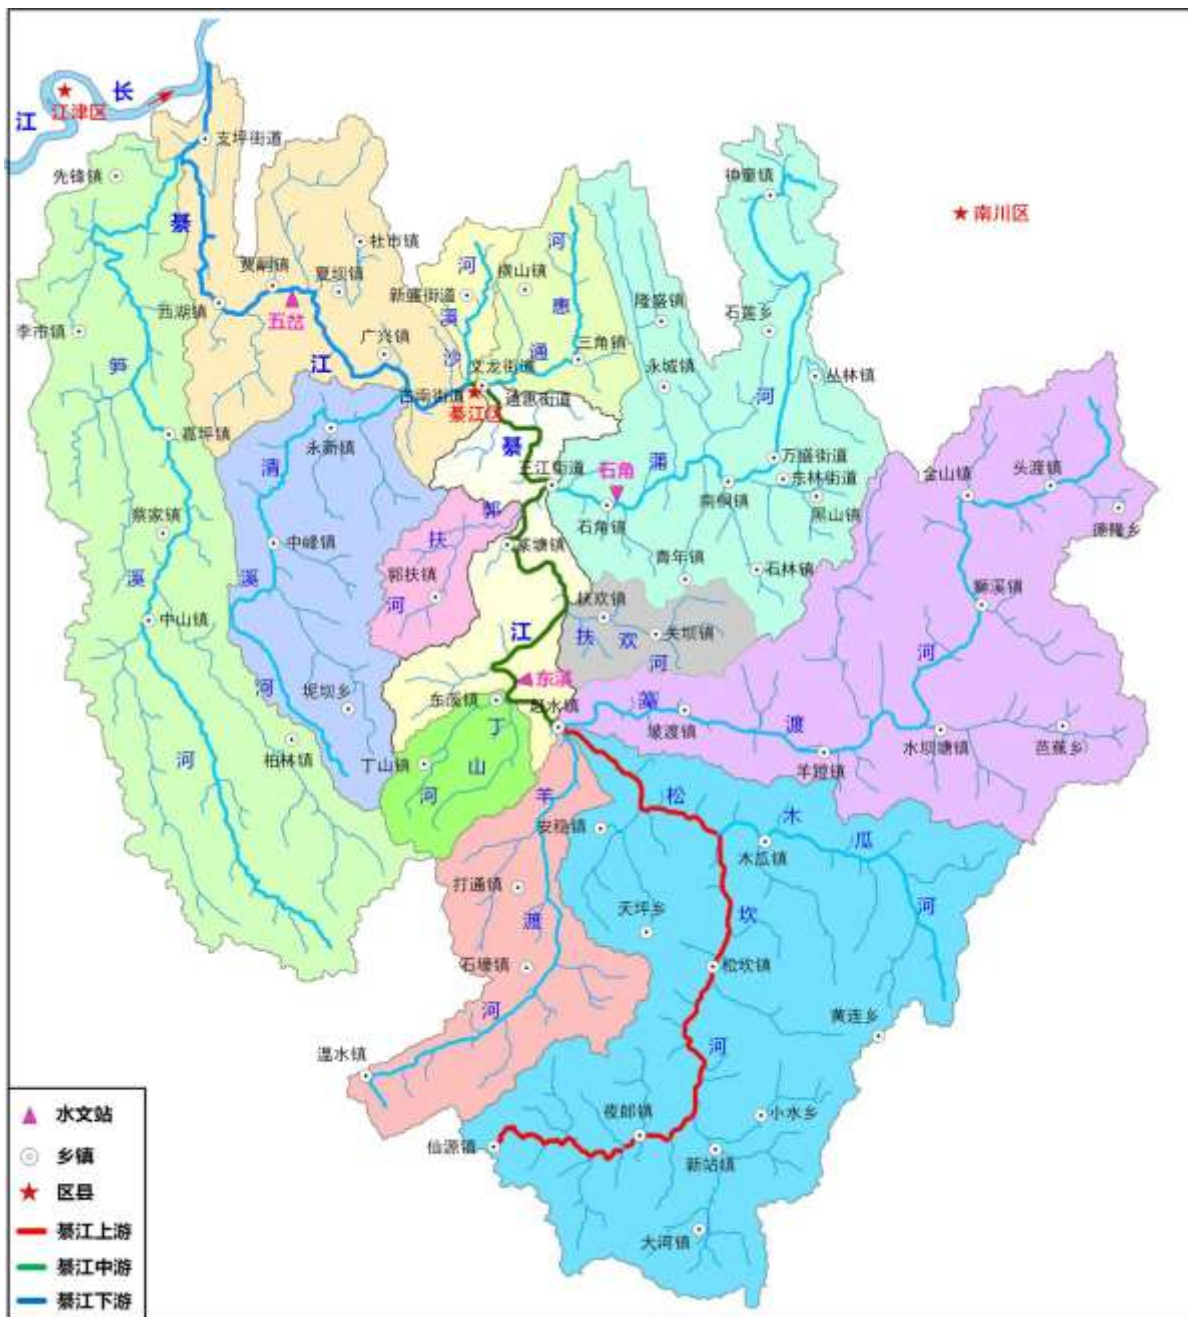 长
江
江津区
支坪街道
先锋镇
神童镇
南川区
綦
杜市镇
河
河
贾嗣镇
夏坝镇
横山镇
新盛街道
惠
隆盛镇
西湖镇
五岔
溪
石莲乡
李市镇
广兴镇
通
三角镇
笋
江
沙
文龙街道
永城镇
丛林镇
古南街道
通惠街道
綦江区
河
嘉坪镇
永新镇
綦
清
三江街道
石角
蒲
万盛街道
金山镇
头渡镇
东林街道
南桐镇
石角镇
黑山镇
德隆乡
蔡家镇
郭
扶
中峰镇
篆塘镇
青年镇
石林镇
溪
溪
郭扶镇
河
扶欢镇
狮溪镇
中山镇
江
扶
欢
关坝镇
河
河
河
东溪
坭坝乡
东溪镇
赶水镇
藻
坡渡镇
丁
渡
水坝塘镇
芭蕉乡
柏林镇
河
丁山镇
山
羊蹬镇
河
羊
松
木
安稳镇
瓜
木瓜镇
打通镇
天坪乡
坎
河
渡
石壕镇
松坎镇
河
黄连乡
温水镇
河
夜郎镇
小水乡
仙源镇
新站镇
大河镇
水文站
乡镇
区县
綦江上游
綦江中游
綦江下游